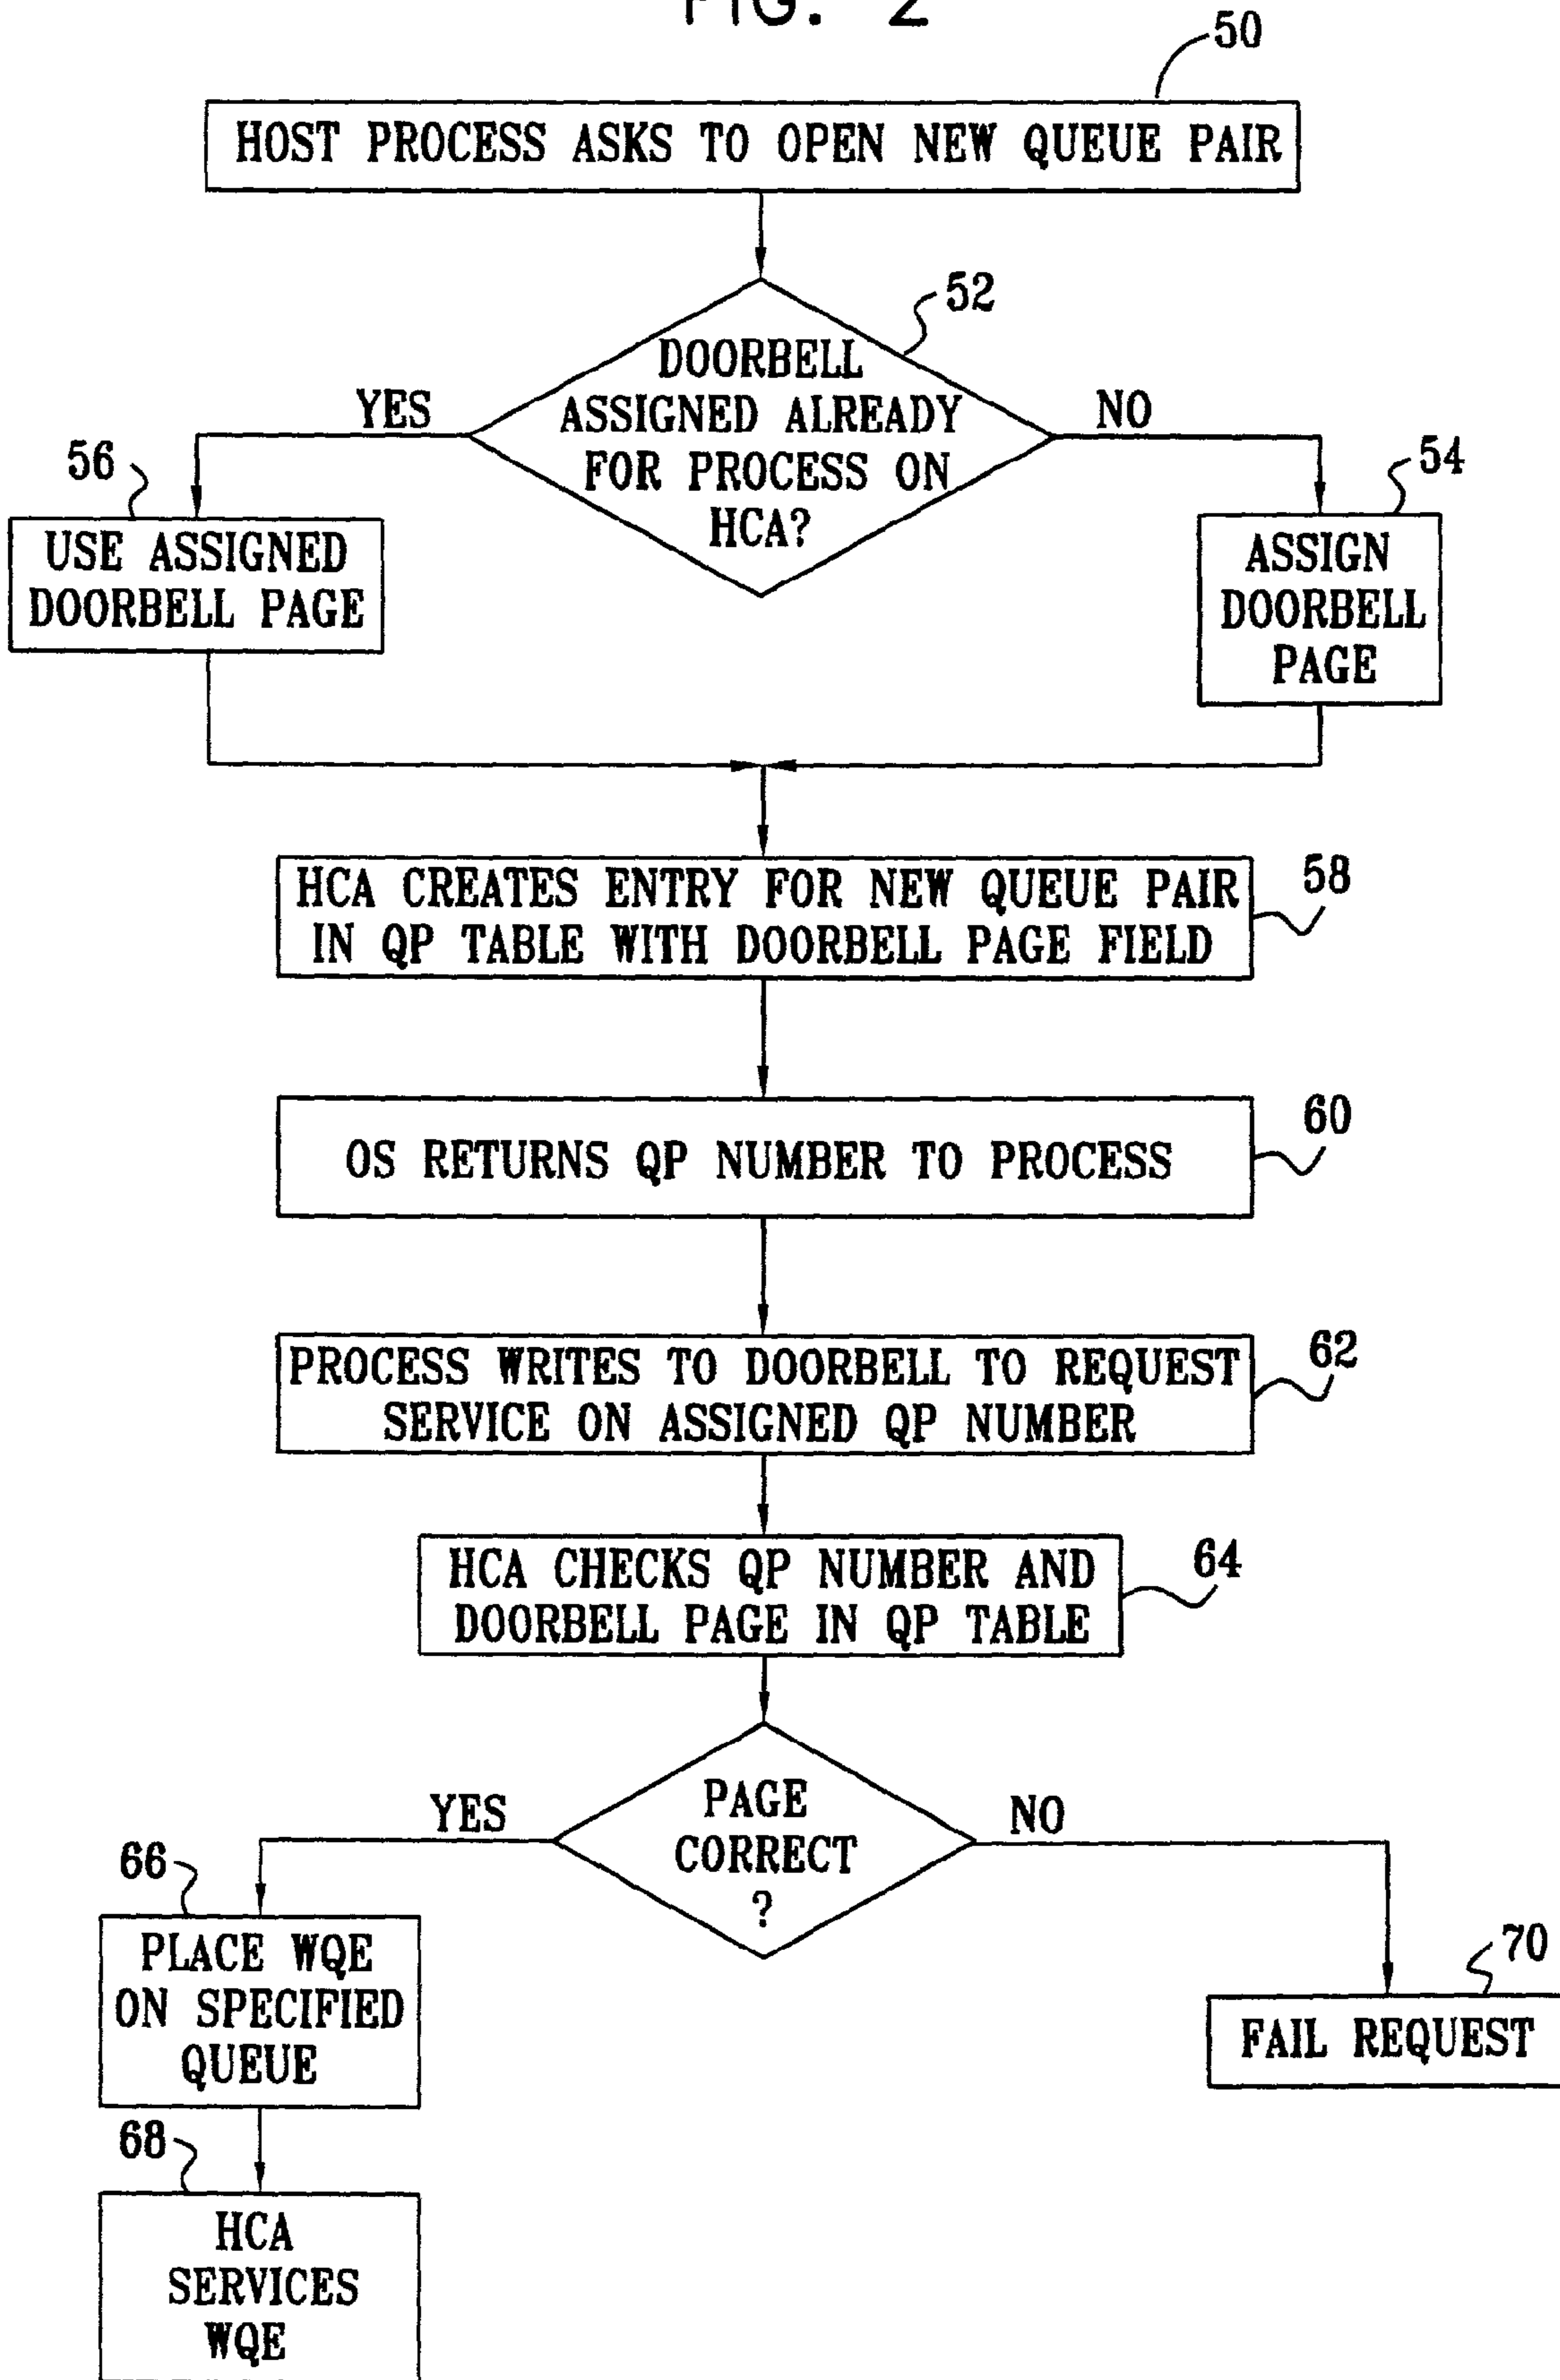 FIG. 2
50
HOST PROCESS ASKS TO OPEN NEW QUEUE PAIR
52
DOORBELL
ASSIGNED ALREADY
FOR PROCESS ON
HCA?
YES
NO
56
USE ASSIGNED
DOORBELL PAGE
54
ASSIGN
DOORBELL
PAGE
58
HCA CREATES ENTRY FOR NEW QUEUE PAIR
IN QP TABLE WITH DOORBELL PAGE FIELD
60
OS RETURNS QP NUMBER TO PROCESS
62
PROCESS WRITES TO DOORBELL TO REQUEST
SERVICE ON ASSIGNED QP NUMBER
64
HCA CHECKS QP NUMBER AND
DOORBELL PAGE IN QP TABLE
PAGE
CORRECT
?
YES
NO
66
PLACE WQE
ON SPECIFIED
QUEUE
70
FAIL REQUEST
68
HCA
SERVICES
WQE